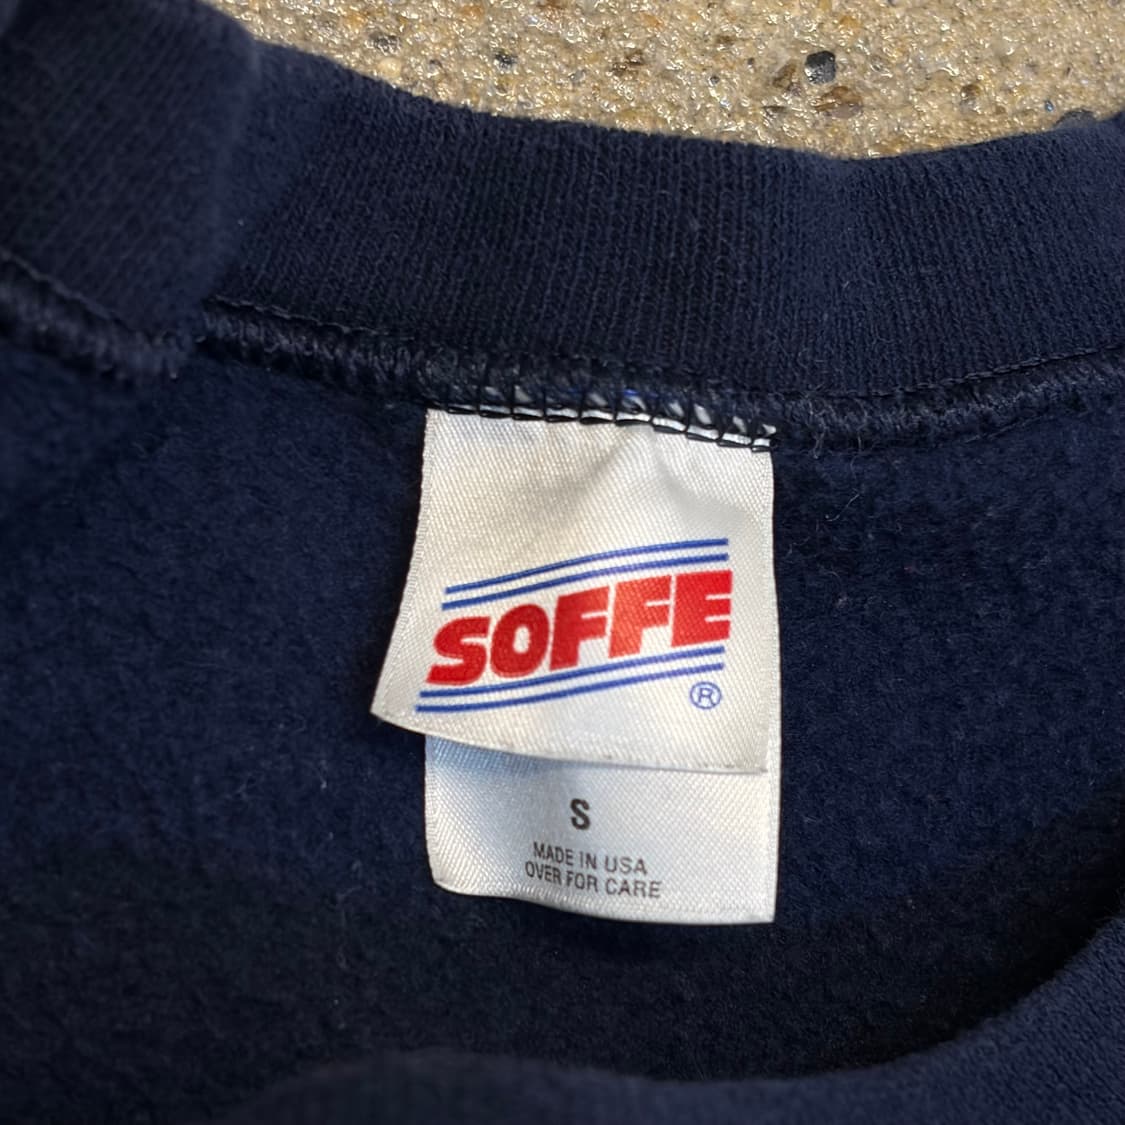 SOFFE
®
S
MADE IN USA
OVER FOR CARE